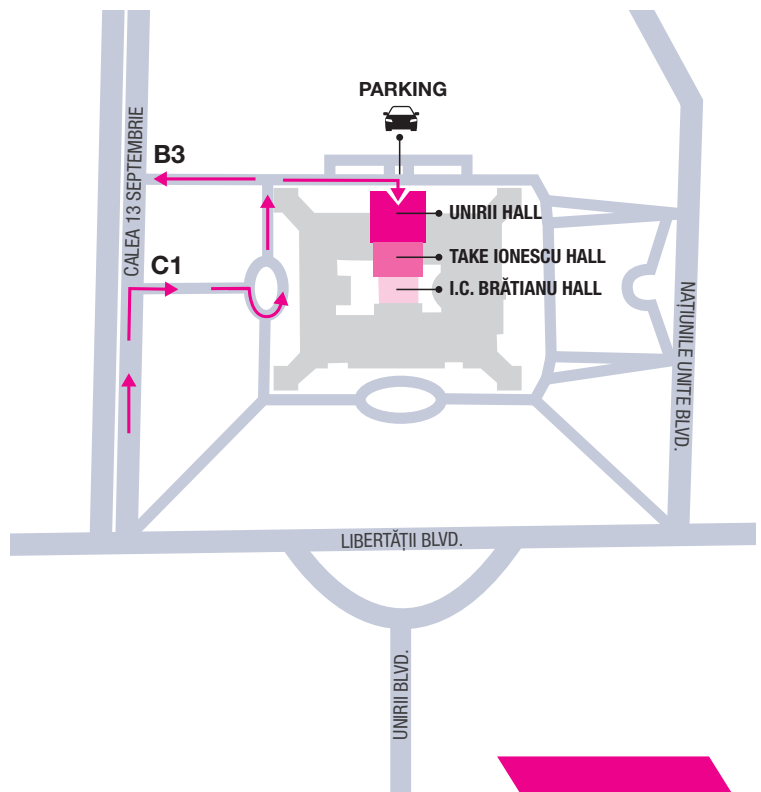 PARKING
B3
CALEA 13 SEPTEMBRIE
UNIRII HALL
TAKE IONESCU HALL
C1
I.C. BRĂTIANU HALL
NAȚIUNILE UNITE BLVD.
LIBERTĂȚII BLVD.
UNIRII BLVD.